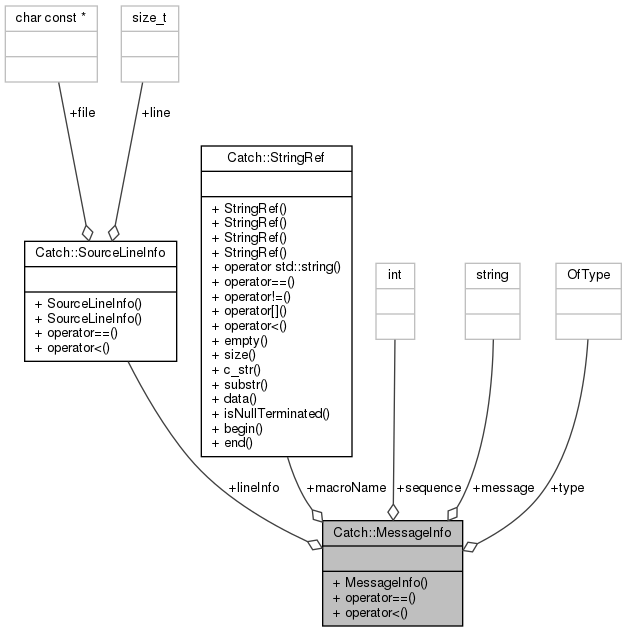 char const *
size_t
+file
+line
Catch::StringRef
+ StringRef()
+ StringRef()
+ StringRef()
+ StringRef()
+ operator std::string()
+ operator==()
+ operator!=()
+ operator[]()
+ operator<()
+ empty()
+ size()
+ c_str()
+ substr()
+ data()
+ isNullTerminated()
+ begin()
+ end()
Catch::SourceLineInfo
+ SourceLineInfo()
+ SourceLineInfo()
+ operator==()
+ operator<()
int
string
OfType
+lineInfo
+macroName
+sequence
+message
+type
Catch::MessageInfo
+ MessageInfo()
+ operator==()
+ operator<()